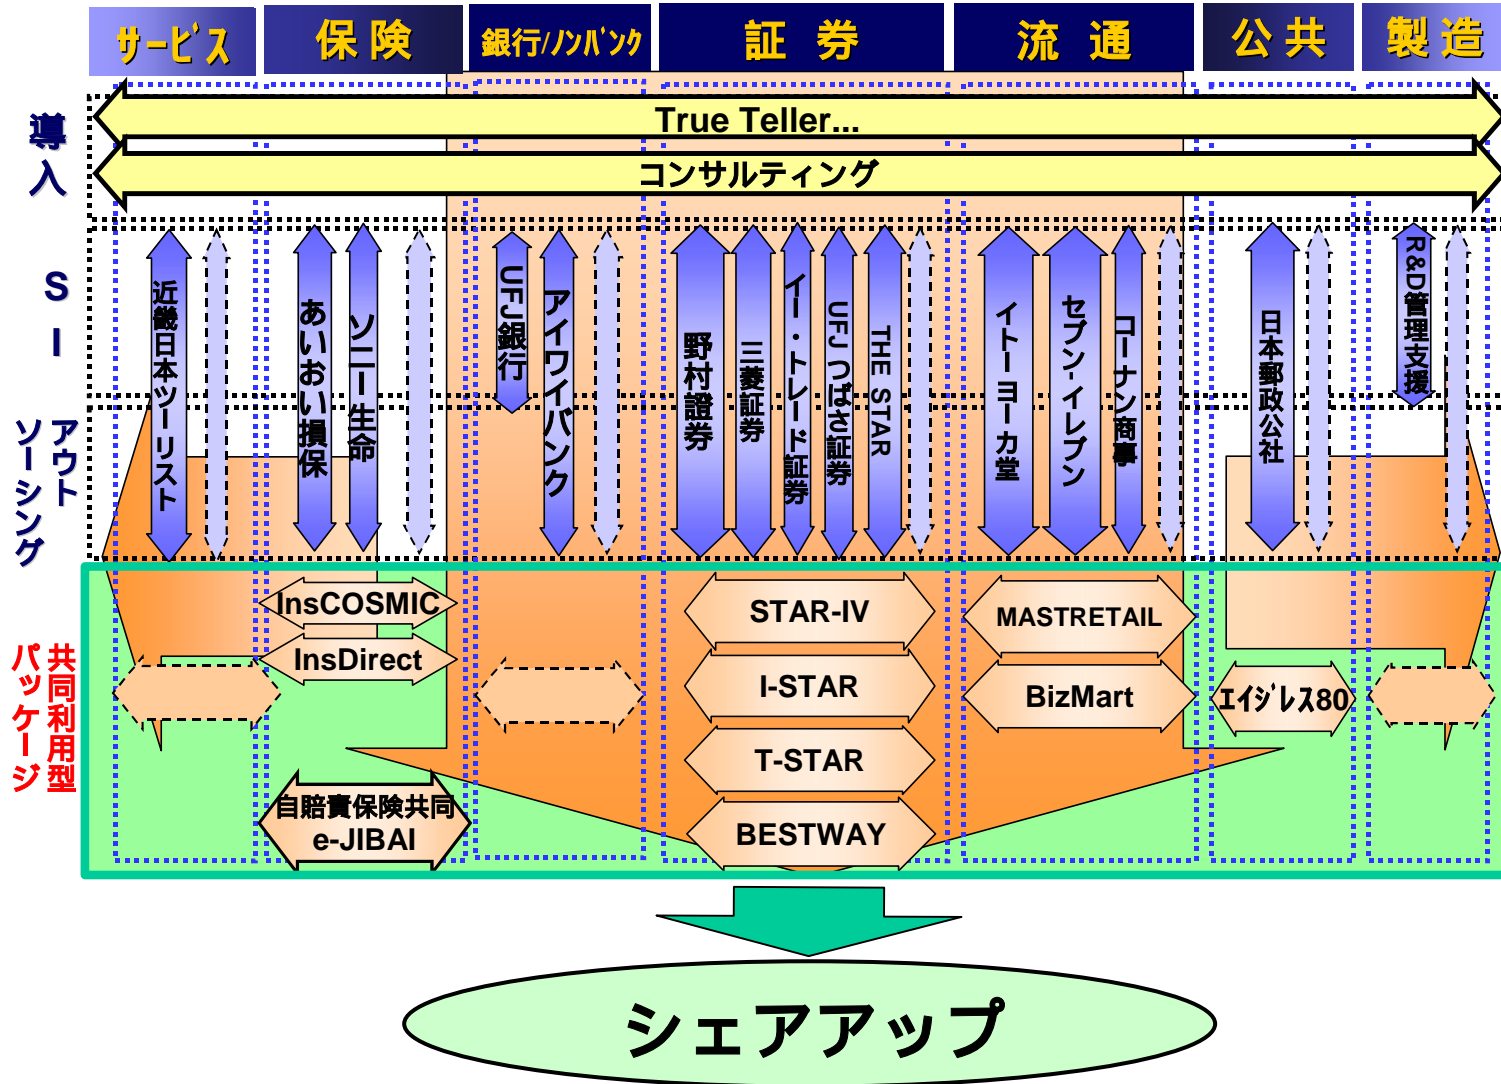 サービス
保険
銀行/ノンバンク
証券
流通
公共
製造
導入
True Teller...
コンサルティング
SI
アウト
ソーシング
近畿日本ツーリスト
あいおい損保
ソニー生命
UFJ銀行
アイワイバンク
野村證券
三菱証券
イー・トレード証券
UFJつばさ証券
THE STAR
イトーヨーカ堂
セブン-イレブン
コーナン商事
日本郵政公社
R&D管理支援
共同利用型
パッケージ
InsCOSMIC
InsDirect
自賠責保険共同
e-JIBAI
STAR-IV
I-STAR
T-STAR
BESTWAY
MASTRETAIL
BizMart
エイジレス80
シェアアップ